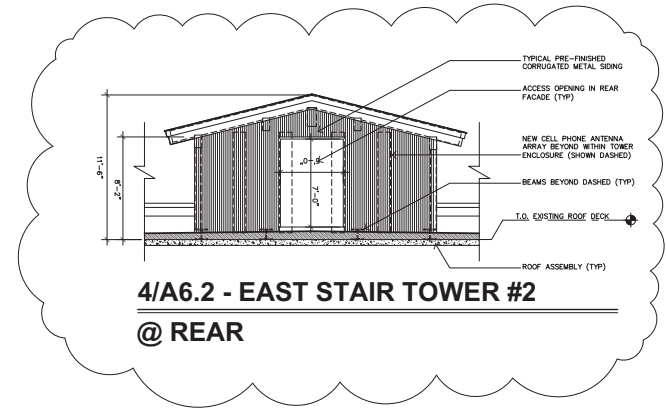 TYPICAL PRE-FINISHED
CORRUGATED METAL SIDING
ACCESS OPENING IN REAR
FACADE (TYP)
NEW CELL PHONE ANTENNA
ARRAY BEYOND WITHIN TOWER
ENCLOSURE (SHOWN DASHED)
BEAMS BEYOND DASHED (TYP)
T.O. EXISTING ROOF DECK
ROOF ASSEMBLY (TYP)
11'-6"
8'-2"
6'-0"
7'-0"
4/A6.2 - EAST STAIR TOWER #2
@ REAR